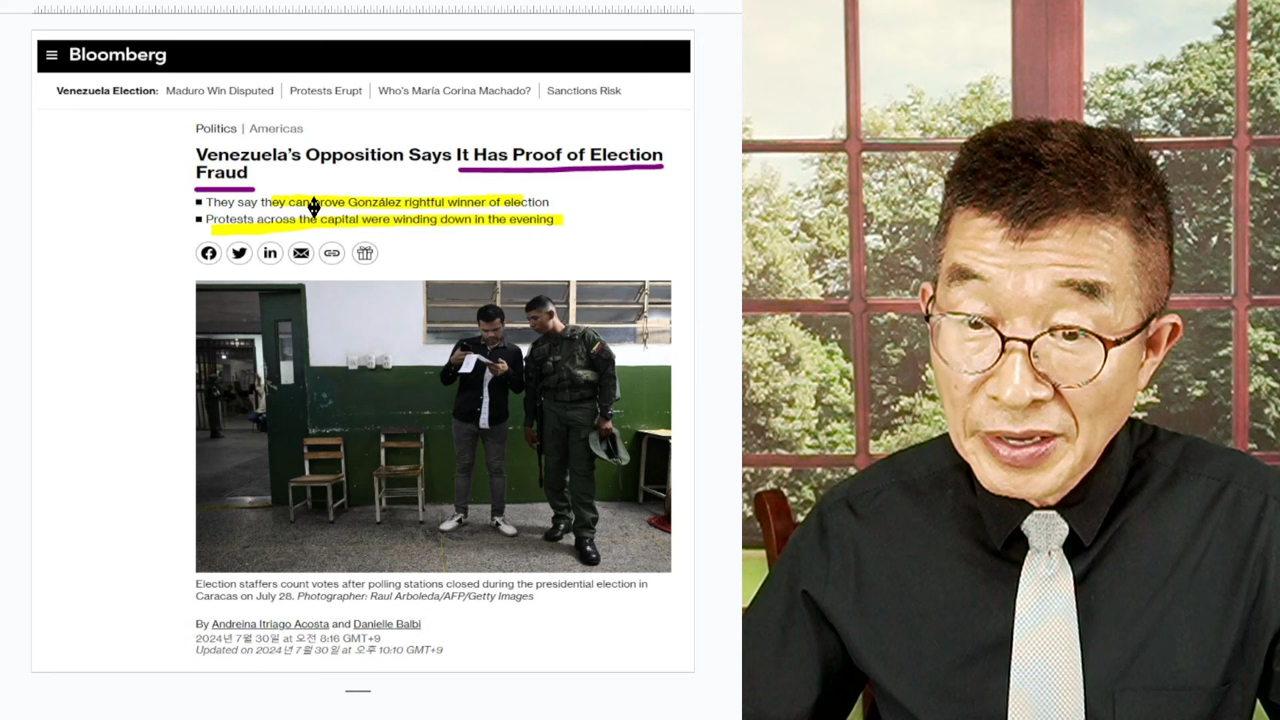 Bloomberg
Venezuela Election: Maduro Win Disputed | Protests Erupt | Who's María Corina Machado? | Sanctions Risk
Politics | Americas
Venezuela's Opposition Says It Has Proof of Election
Fraud
They say they can prove González rightful winner of election
Protests across the capital were winding down in the evening
Election staffers count votes after polling stations closed during the presidential election in
Caracas on July 28. Photographer: Raul Arboleda/AFP/Getty Images
By Andreina Itriago Acosta and Danielle Balbi
2024년 7월 30일 at 오전 8:16 GMT+9
Updated on 2024년 7월 30일 at 오후 10:10 GMT+9